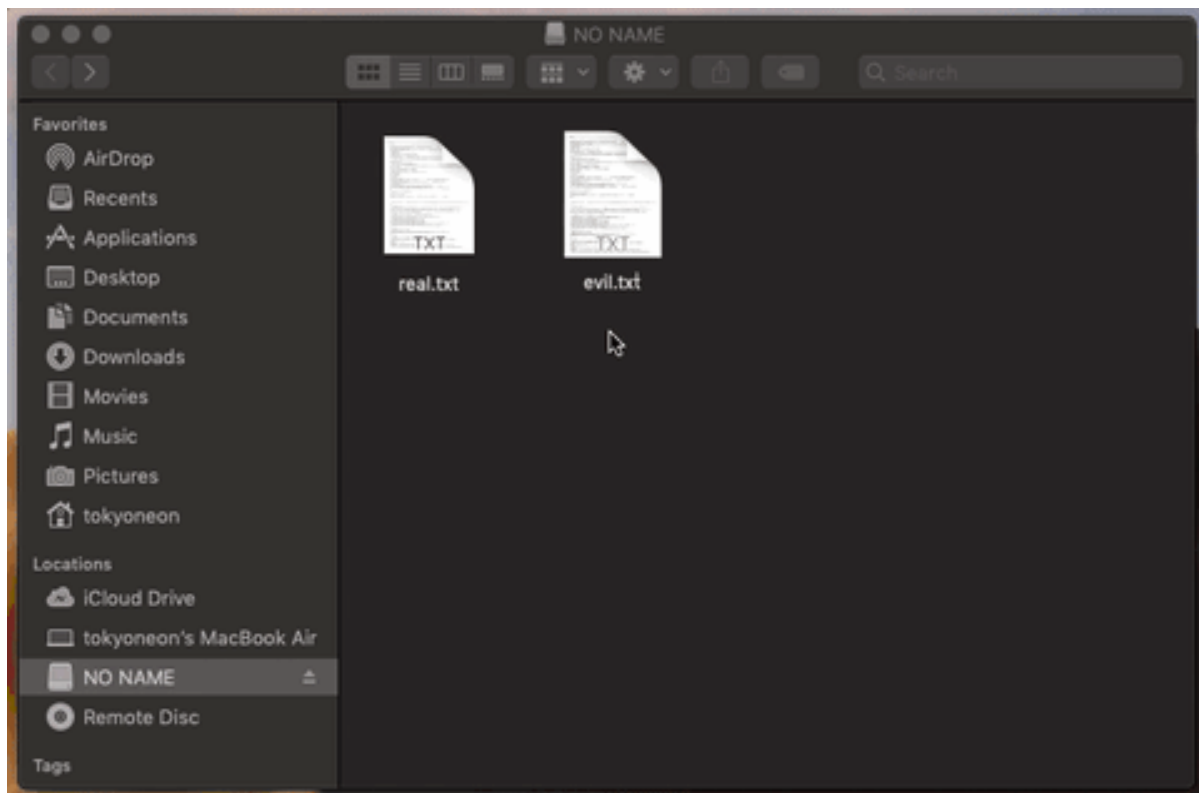 NO NAME
Search
Favorites
AirDrop
Recents
Applications
Desktop
Documents
Downloads
Movies
Music
Pictures
tokyoneon
Locations
iCloud Drive
tokyoneon's MacBook Air
NO NAME
Remote Disc
Tags
TXT
TXT
real.txt
evil.txṫ